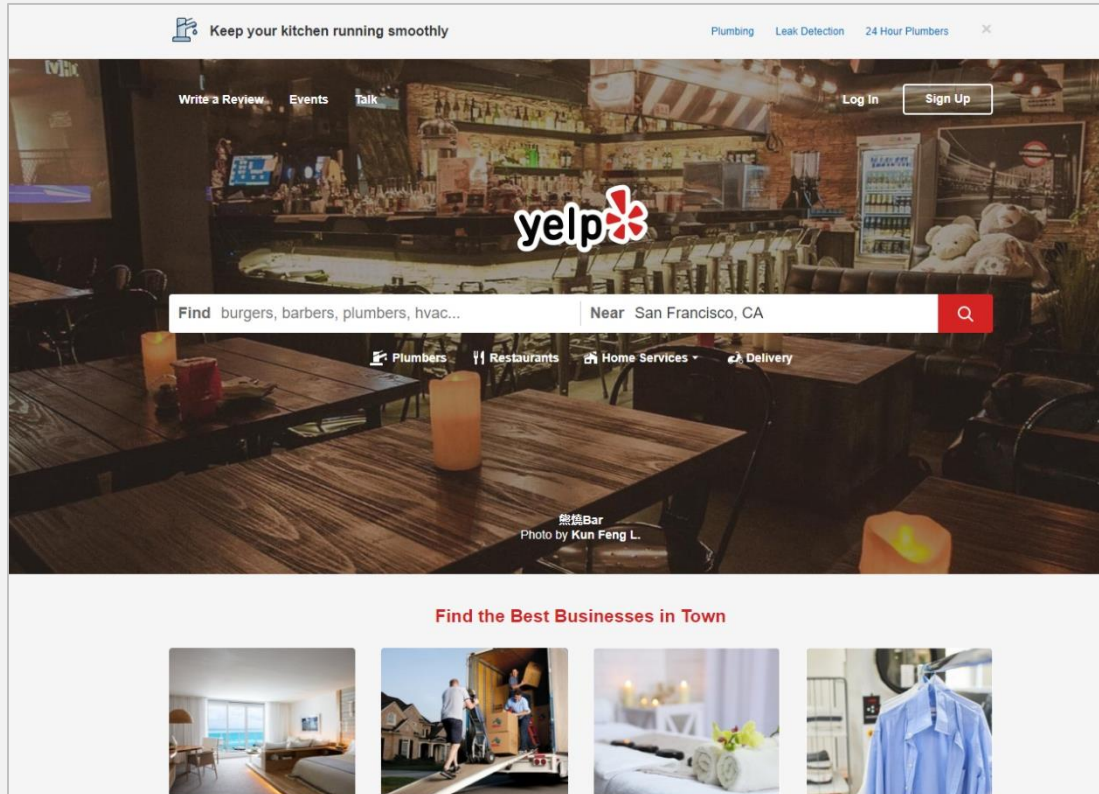 Keep your kitchen running smoothly
Plumbing Leak Detection 24 Hour Plumbers ×
Write a Review Events Talk
Log In Sign Up
yelp
Find burgers, barbers, plumbers, hvac... Near San Francisco, CA
Plumbers Restaurants Home Services Delivery
熊燒Bar
Photo by Kun Feng L.
Find the Best Businesses in Town